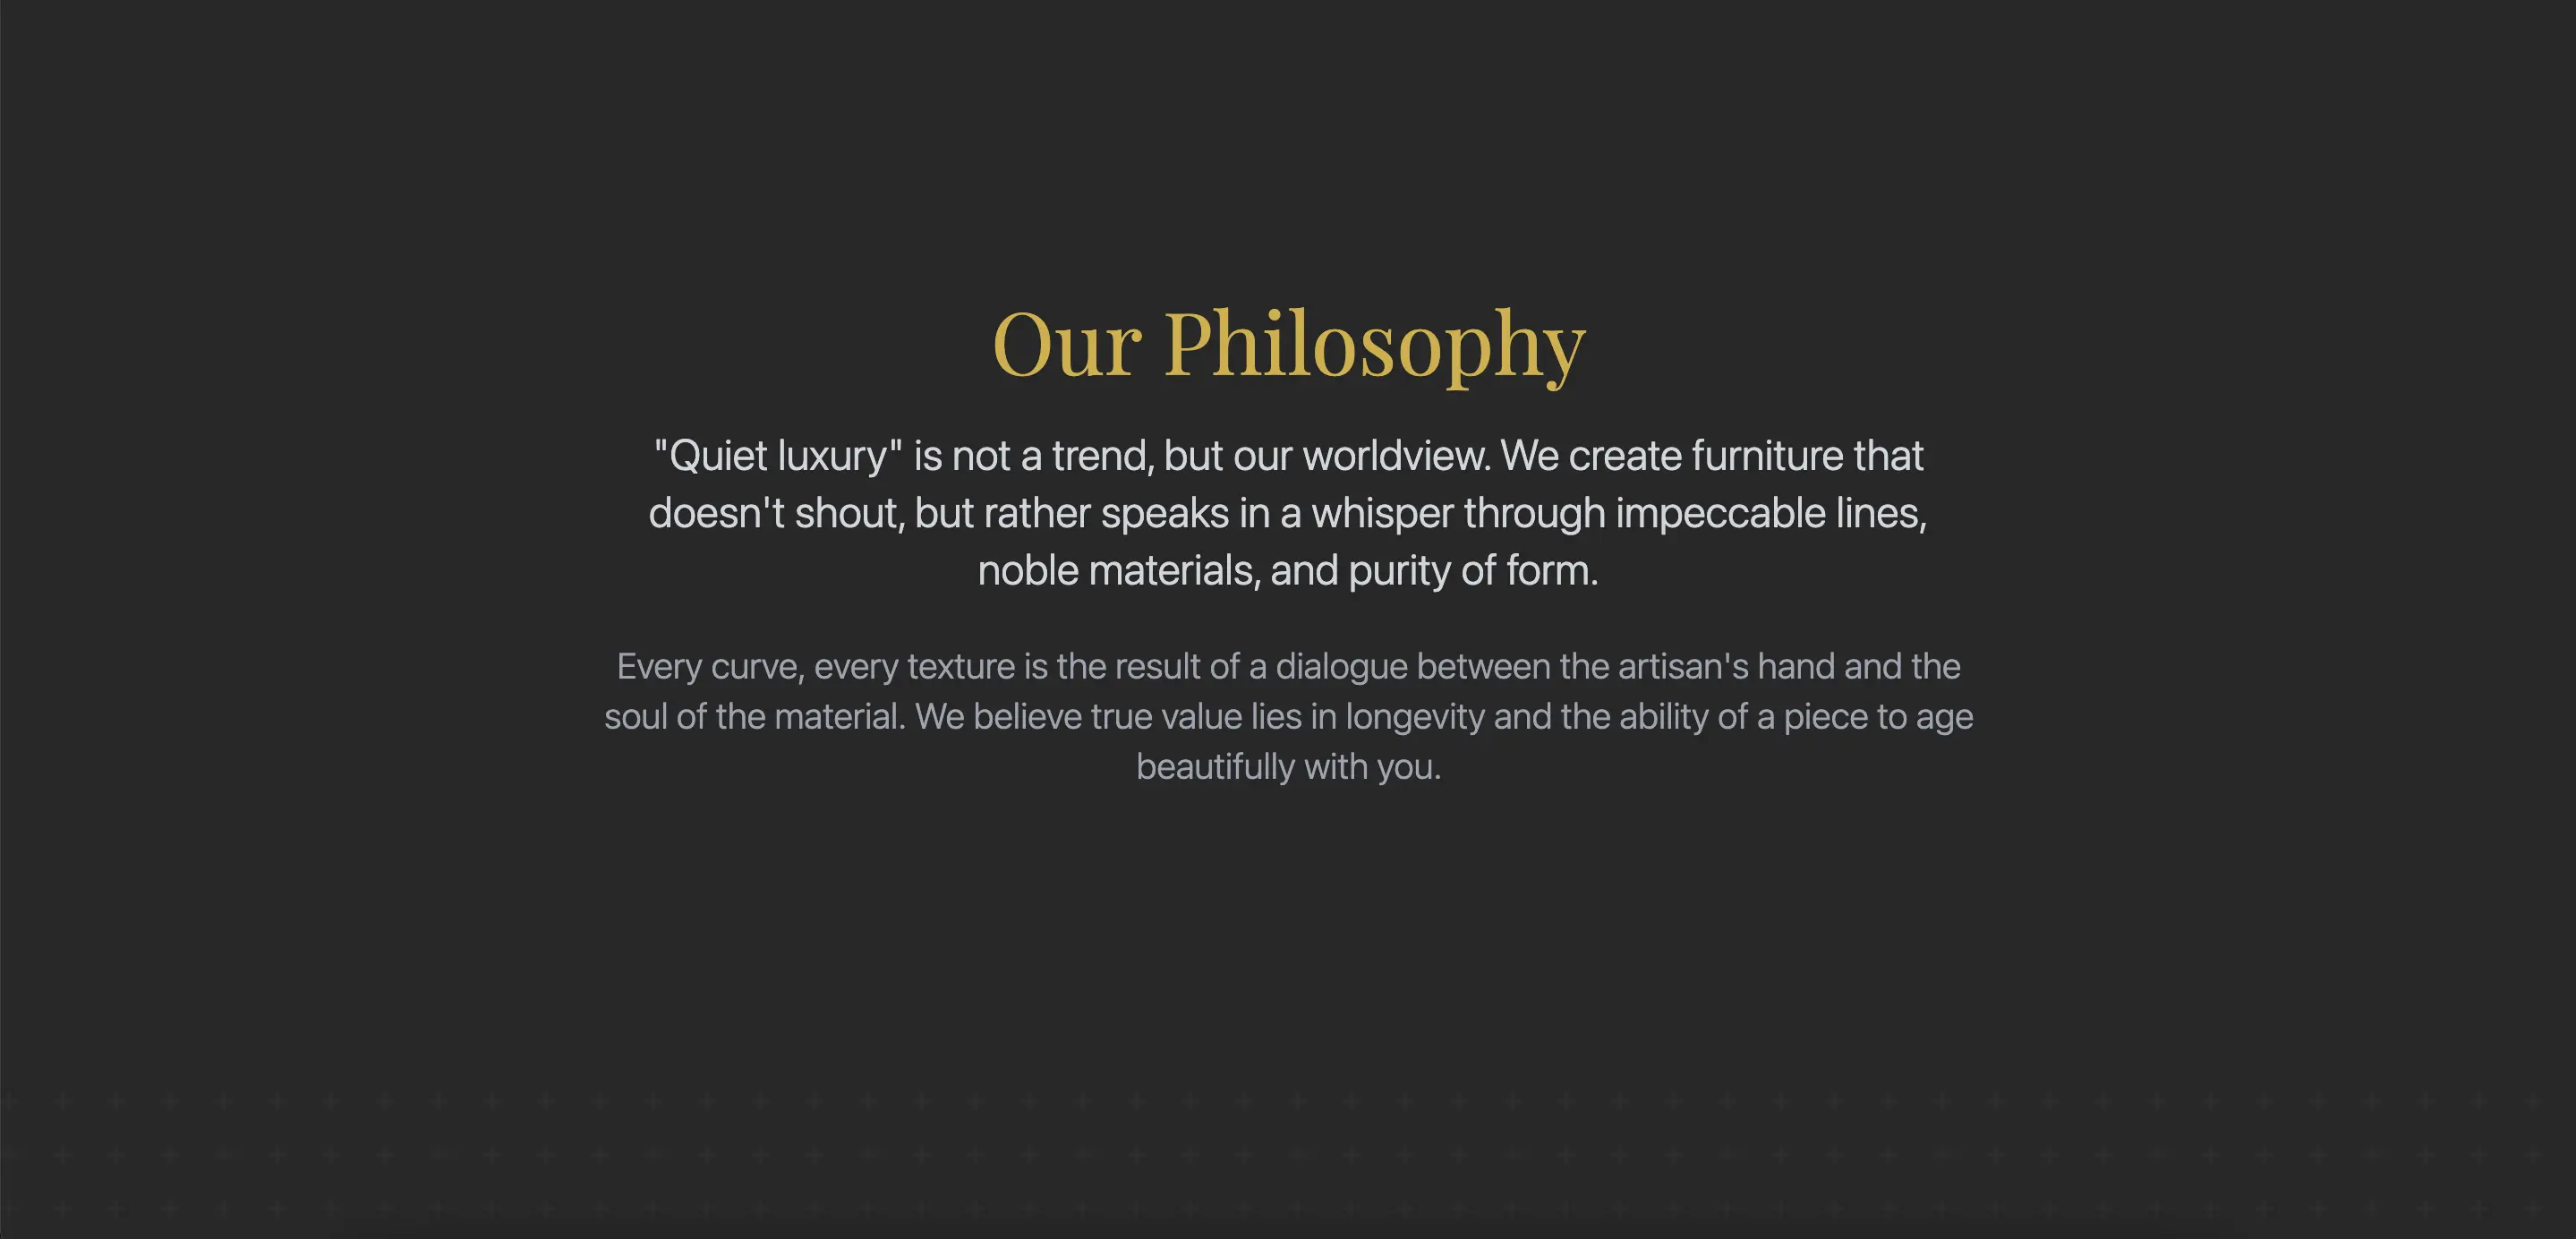 Our Philosophy
"Quiet luxury" is not a trend, but our worldview. We create furniture that
doesn't shout, but rather speaks in a whisper through impeccable lines,
noble materials, and purity of form.
Every curve, every texture is the result of a dialogue between the artisan's hand and the
soul of the material. We believe true value lies in longevity and the ability of a piece to age
beautifully with you.